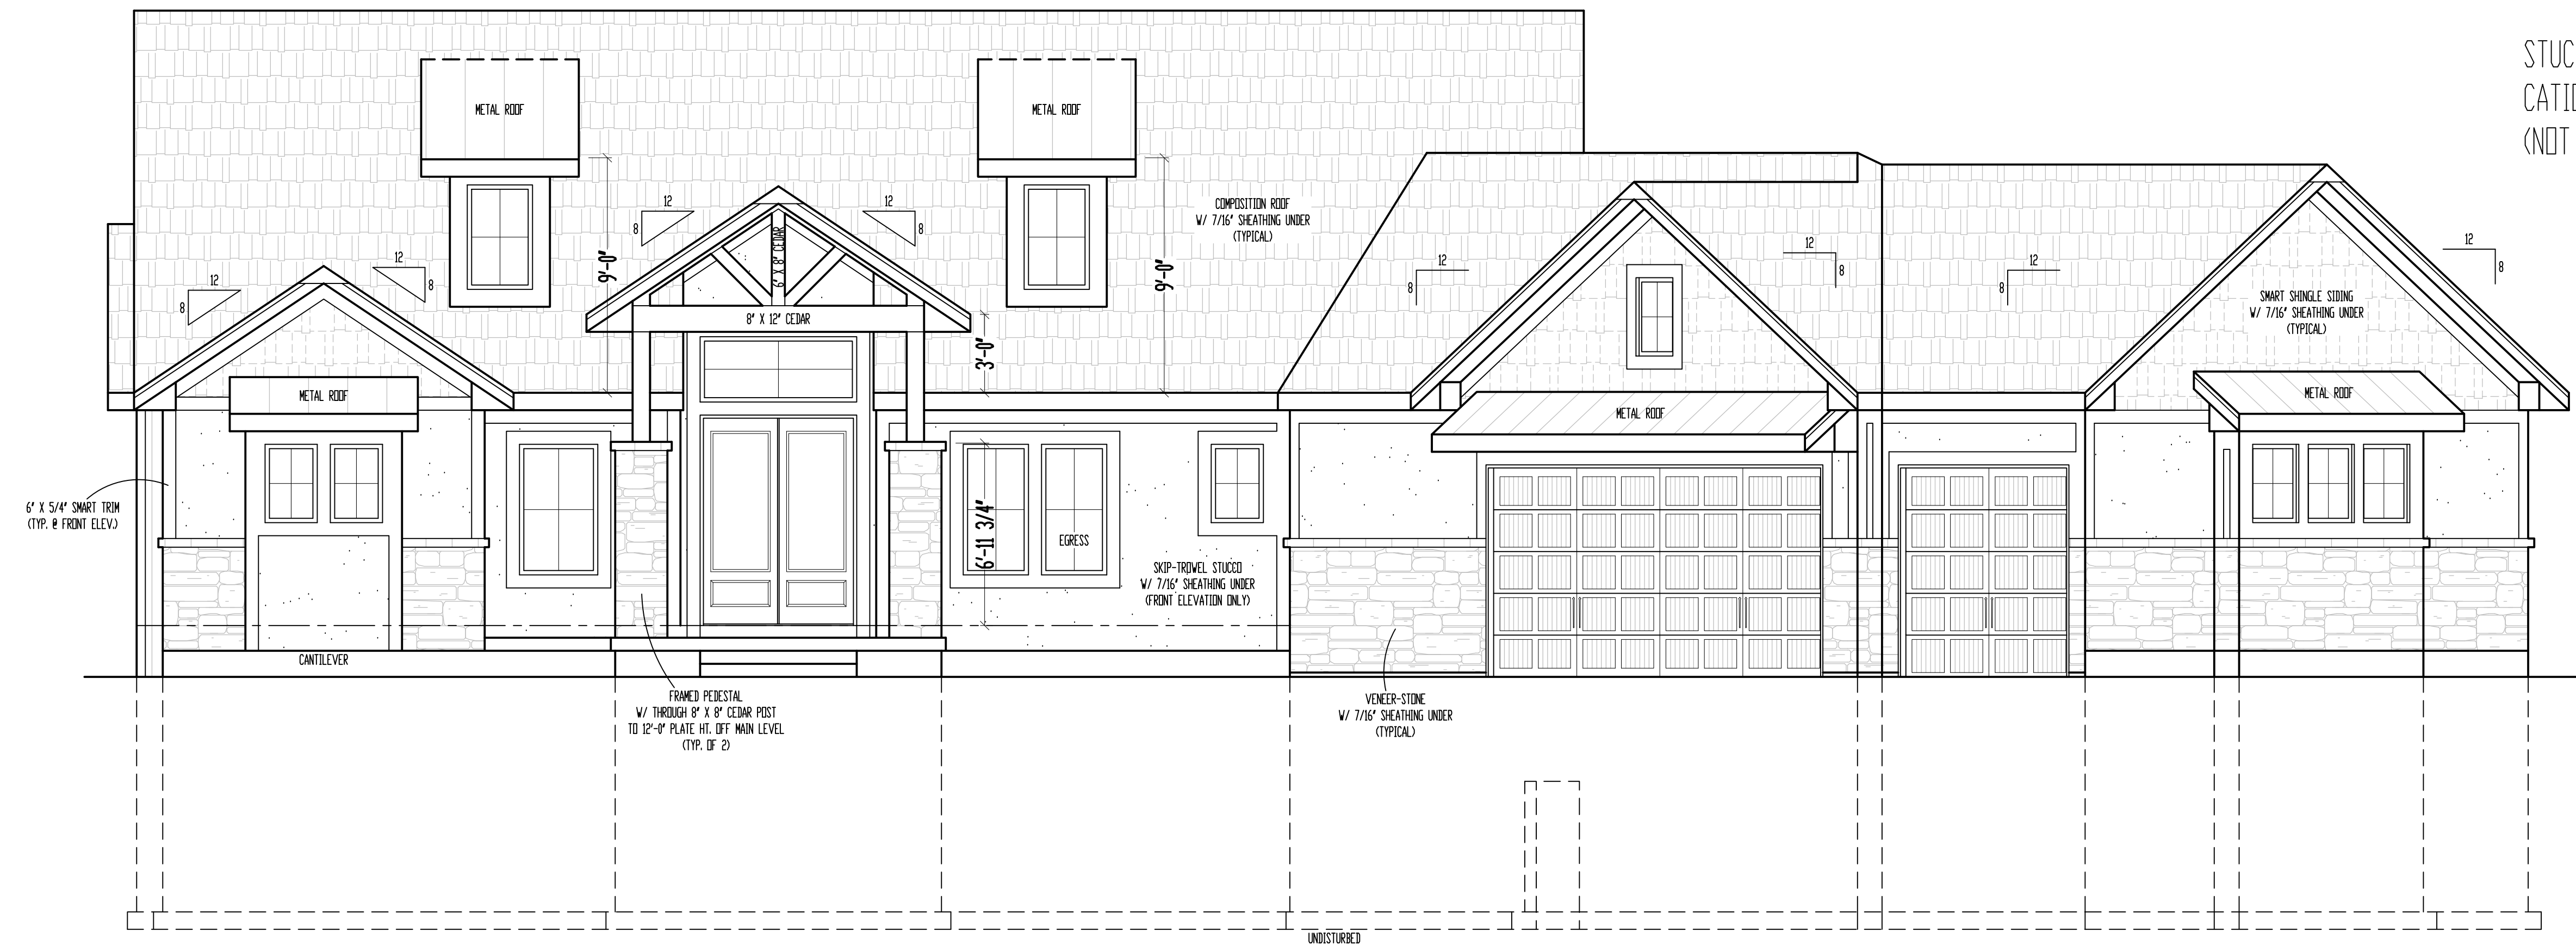 STUC
CATIO
(NOT
METAL ROOF
METAL ROOF
12
8
12
8
12
8
12
8
9'-0"
9'-0"
3'-0"
6'-11 3/4"
6" X 8" CEDAR
8" X 12" CEDAR
COMPOSITION ROOF
W/ 7/16" SHEATHING UNDER
(TYPICAL)
12
8
12
8
12
8
12
8
SMART SHINGLE SIDING
W/ 7/16" SHEATHING UNDER
(TYPICAL)
METAL ROOF
METAL ROOF
METAL ROOF
6" X 5/4" SMART TRIM
(TYP. @ FRONT ELEV.)
EGRESS
SKIP-TROWEL STUCCO
W/ 7/16" SHEATHING UNDER
(FRONT ELEVATION ONLY)
CANTILEVER
FRAMED PEDESTAL
W/ THROUGH 8" X 8" CEDAR POST
TO 12'-0" PLATE HT. OFF MAIN LEVEL
(TYP. OF 2)
VENEER-STONE
W/ 7/16" SHEATHING UNDER
(TYPICAL)
UNDISTURBED